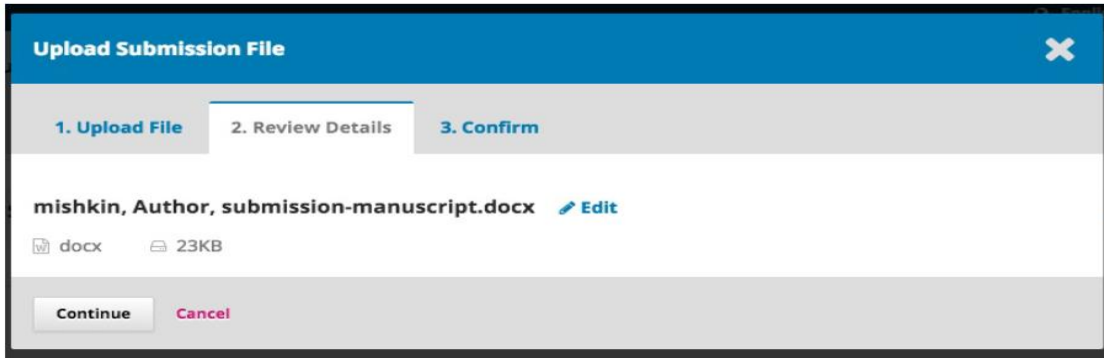 Upload Submission File
1. Upload File 2. Review Details 3. Confirm
mishkin, Author, submission-manuscript.docx Edit
docx 23KB
Continue Cancel